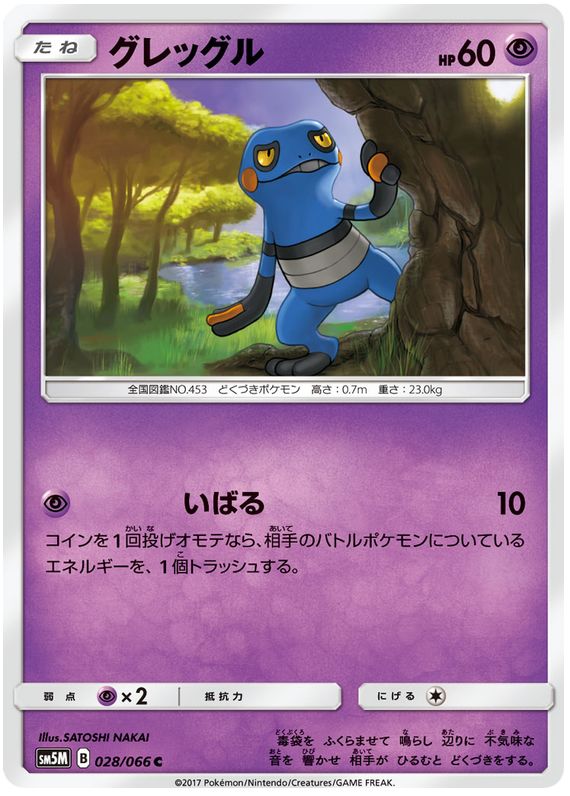 たね グレッグル HP60
全国図鑑NO.453 どくづきポケモン 高さ:0.7m 重さ:23.0kg
いばる 10
コインを1回投げオモテなら、相手のバトルポケモンについている
エネルギーを、1個トラッシュする。
弱点 ×2 抵抗力 にげる
Illus.SATOSHI NAKAI
毒袋を ふくらませて 鳴らし 辺りに 不気味な
音を 響かせ 相手が ひるむと どくづきをする。
SM5M B 028/066 C
©2017 Pokémon/Nintendo/Creatures/GAME FREAK.